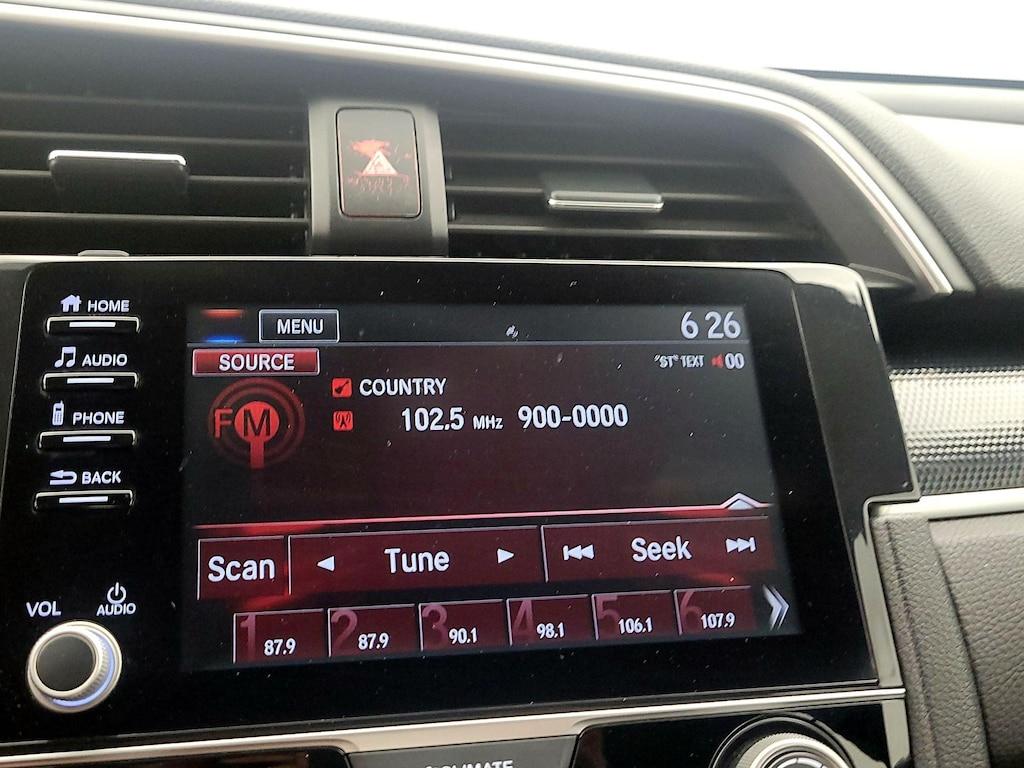 HOME
AUDIO
PHONE
BACK
VOL
AUDIO
MENU
6 26
SOURCE
"ST" TEXT 00
FM
COUNTRY
102.5 MHz 900-0000
Scan
Tune
Seek
1 87.9
2 87.9
3 90.1
4 98.1
5 106.1
6 107.9
CLIMATE